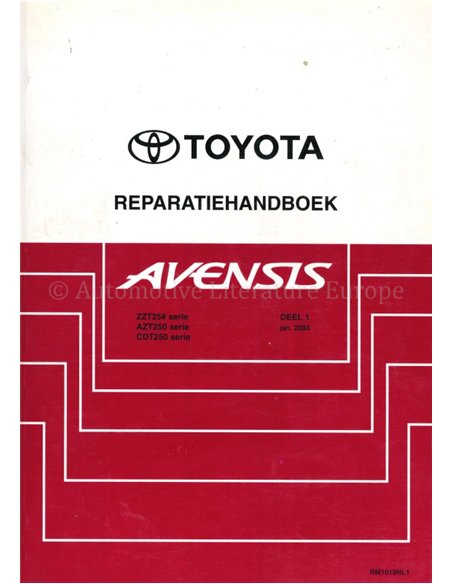 TOYOTA
REPARATIEHANDBOEK
AVENSIS
© Automotive Literature Europe
ZZT25# serie
AZT250 serie
CDT250 serie
DEEL 1
jan. 2003
RM1018NL1